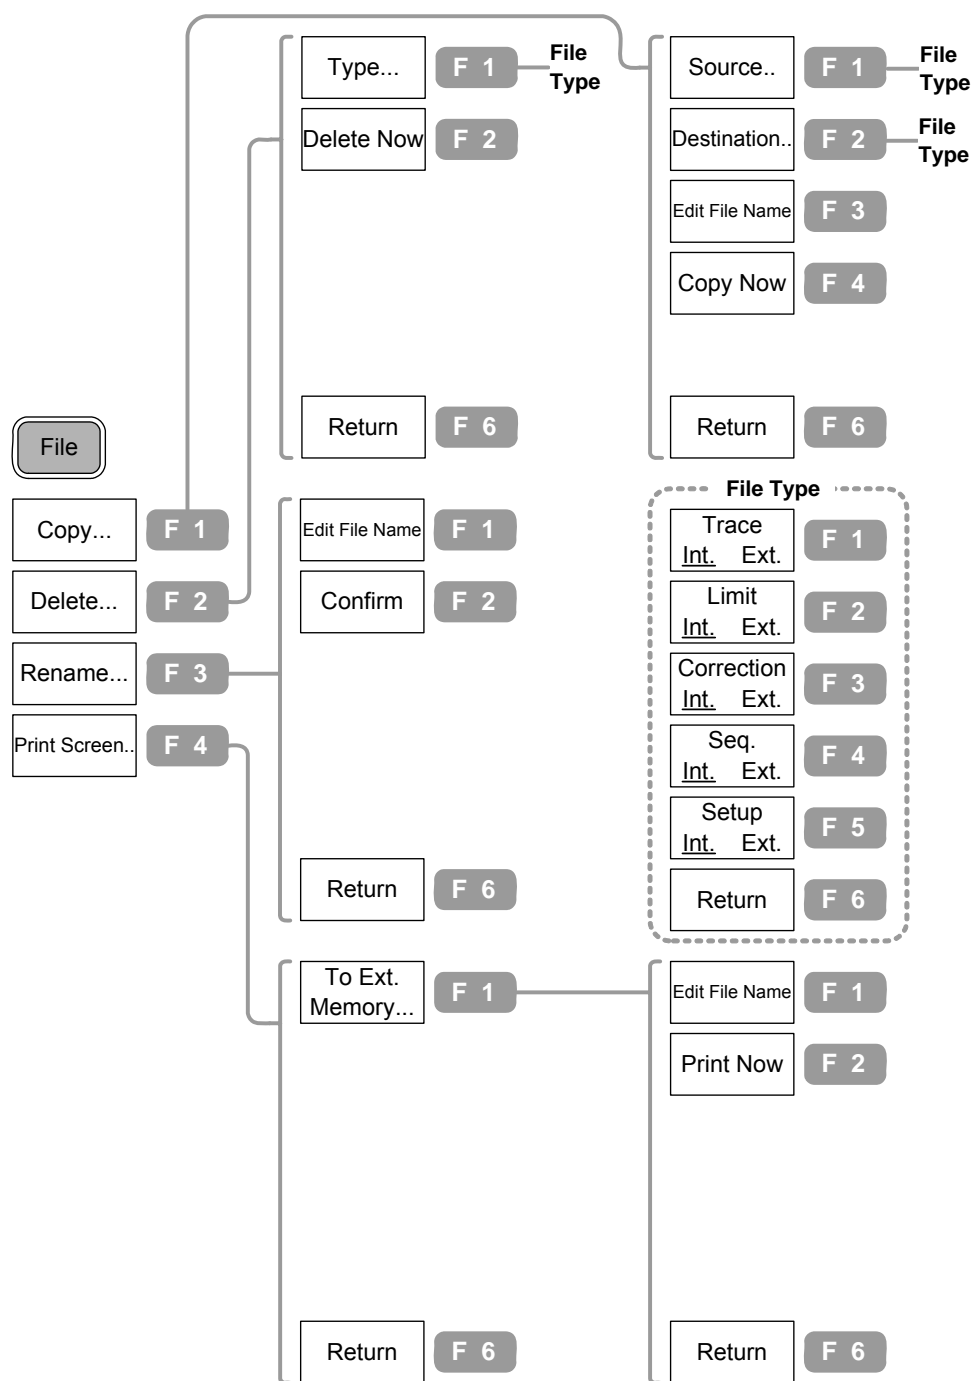 File
Copy...
F 1
Delete...
F 2
Rename...
F 3
Print Screen..
F 4
Type...
F 1
File
Type
Delete Now
F 2
Return
F 6
Edit File Name
F 1
Confirm
F 2
Return
F 6
To Ext.
Memory...
F 1
Return
F 6
Source..
F 1
File
Type
Destination..
F 2
File
Type
Edit File Name
F 3
Copy Now
F 4
Return
F 6
File Type
Trace
Int. Ext.
F 1
Limit
Int. Ext.
F 2
Correction
Int. Ext.
F 3
Seq.
Int. Ext.
F 4
Setup
Int. Ext.
F 5
Return
F 6
Edit File Name
F 1
Print Now
F 2
Return
F 6